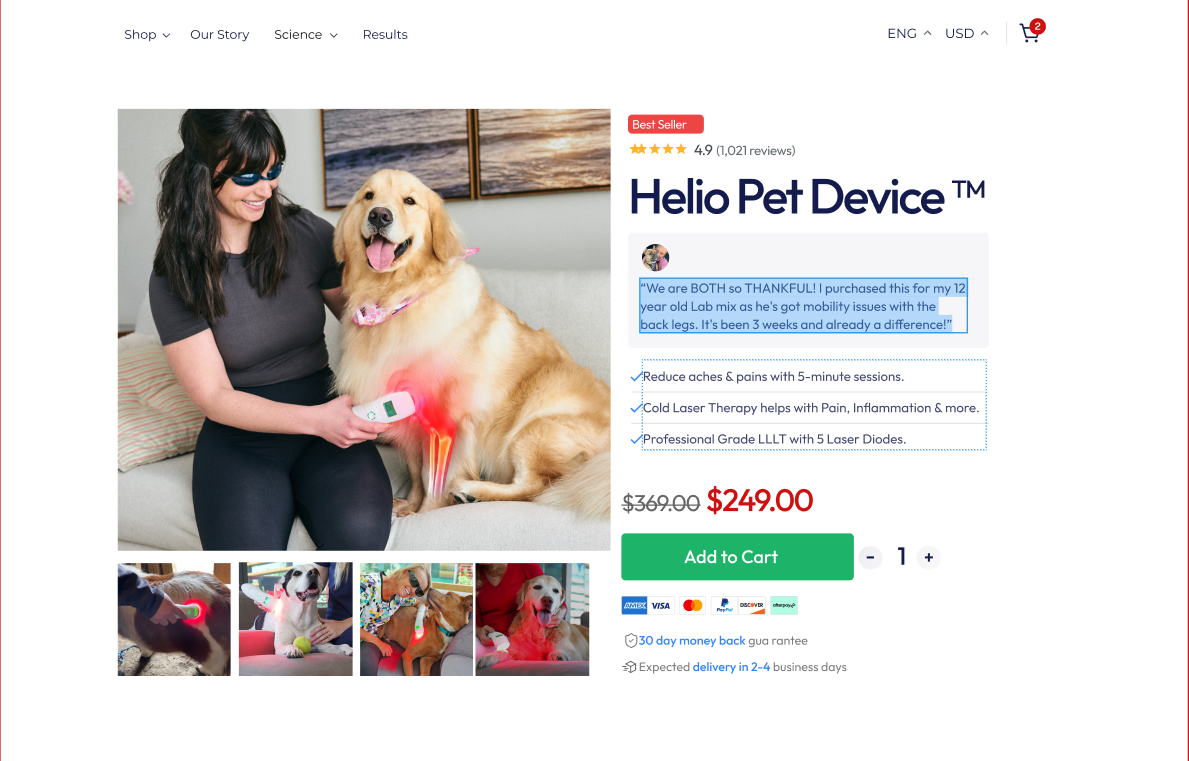 Shop Our Story Science Results
ENG USD 2
Best Seller
4.9 (1,021 reviews)
Helio Pet Device ™
“We are BOTH so THANKFUL! I purchased this for my 12
year old Lab mix as he's got mobility issues with the
back legs. It's been 3 weeks and already a difference!”
Reduce aches & pains with 5-minute sessions.
Cold Laser Therapy helps with Pain, Inflammation & more.
Professional Grade LLLT with 5 Laser Diodes.
$369.00 $249.00
Add to Cart - 1 +
AMEX VISA PayPal DISCOVER afterpay
30 day money back gua rantee
Expected delivery in 2-4 business days